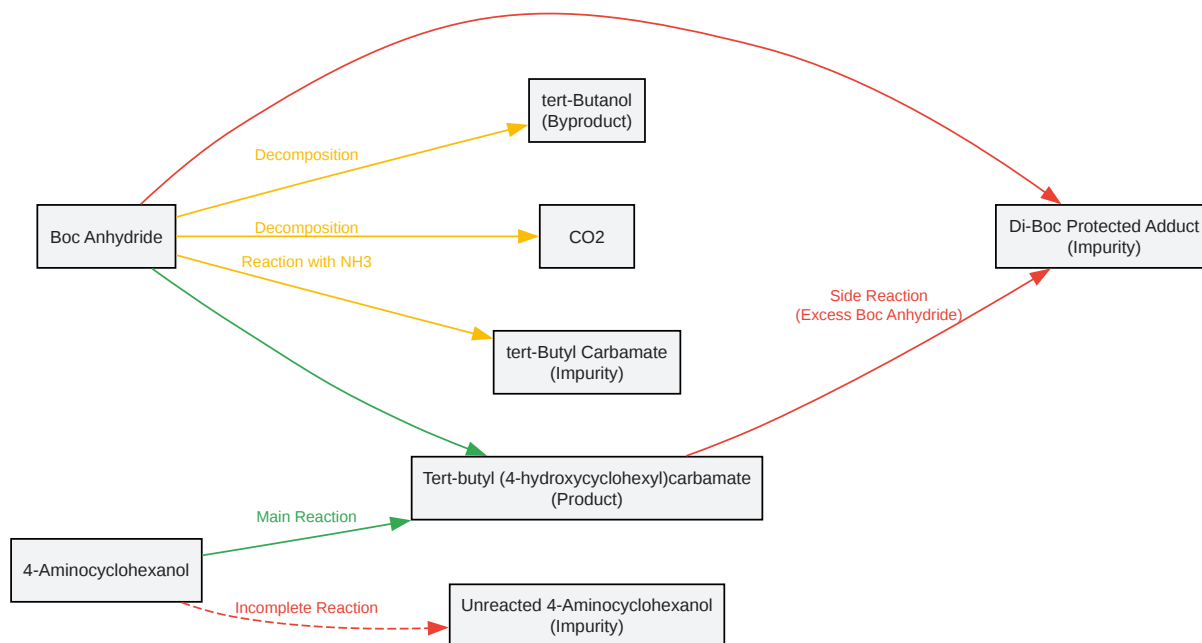 tert-Butanol
(Byproduct)
Decomposition
Boc Anhydride
Decomposition
CO2
Di-Boc Protected Adduct
(Impurity)
Reaction with NH3
Side Reaction
(Excess Boc Anhydride)
tert-Butyl Carbamate
(Impurity)
Tert-butyl (4-hydroxycyclohexyl)carbamate
(Product)
Main Reaction
4-Aminocyclohexanol
Incomplete Reaction
Unreacted 4-Aminocyclohexanol
(Impurity)